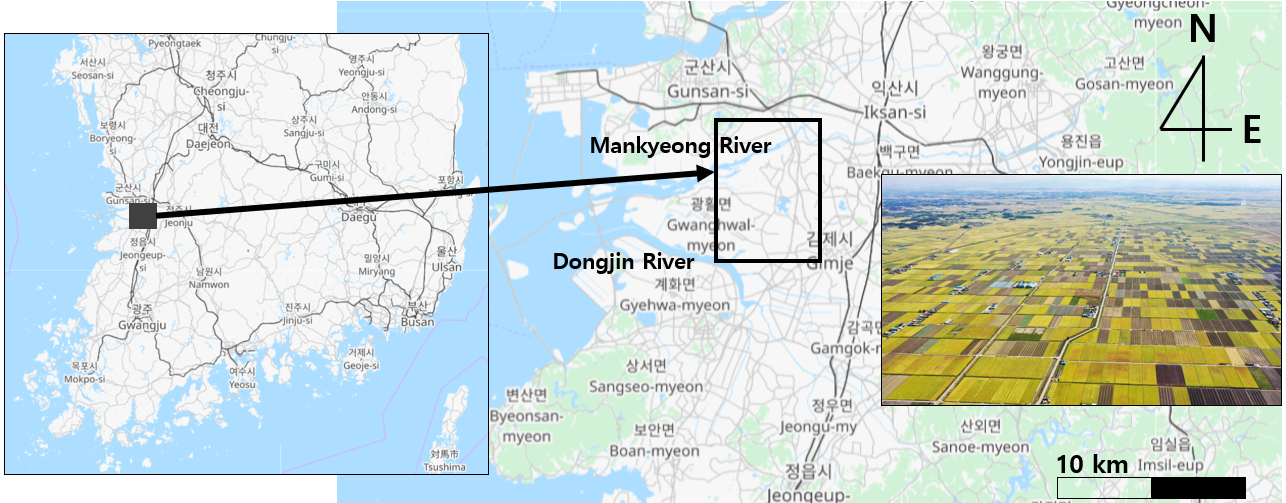 Pyeongtaek
Chungju-
si
서산시
Seosan-si
청주시
Cheongju-
si
영주시
Yeongju-si
안동시
Andong-si
보령시
Boryeong-
si
대전
Daejeon
상주시
Sangju-si
구미시
Gumi-si
군산시
Gunsan-si
포항시
Daegu
Jeonju
정읍시
Jeongeup-
si
남원시
Namwon
밀양시
Miryang
울산
Ulsan
광주
Gwangju
진주시
Jinju-si
부산
Busan
목포시
Mokpo-si
여수시
Yeosu
거제시
Geoje-si
対馬市
Tsushima
Gyeongcheon-
myeon
군산시
Gunsan-si
익산시
Iksan-si
왕궁면
Wanggung-
myeon
고산면
Gosan-myeon
N
E
Mankyeong River
백구면
Baekgu-myeon
용진읍
Yongjin-eup
광활면
Gwanghwal-
myeon
김제시
Gimje
Dongjin River
계화면
Gyehwa-myeon
감곡면
Gamgok-
상서면
Sangseo-myeon
변산면
Byeonsan-
myeon
보안면
Boan-myeon
정우면
Jeongu-my
산외면
Sanoe-myeon
임실읍
Imsil-eup
정읍시
Jeongeup-
10 km